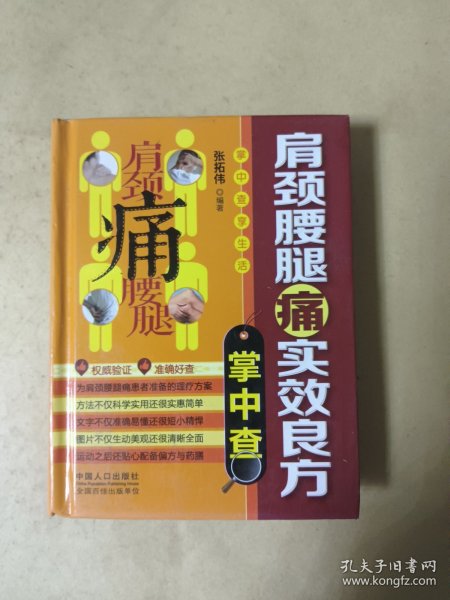 肩颈腰腿痛实效良方
掌中查
掌中查享生活
张拓伟 ◎编著
肩颈
痛
腰腿
权威验证 准确好查
为肩颈腰腿痛患者准备的理疗方案
方法不仅科学实用还很实惠简单
文字不仅准确易懂还很短小精悍
图片不仅生动美观还很清晰全面
运动之后还贴心配备偏方与药膳
中国人口出版社
China Population Publishing House
全国百佳出版单位
孔夫子旧书网
www.kongfz.com